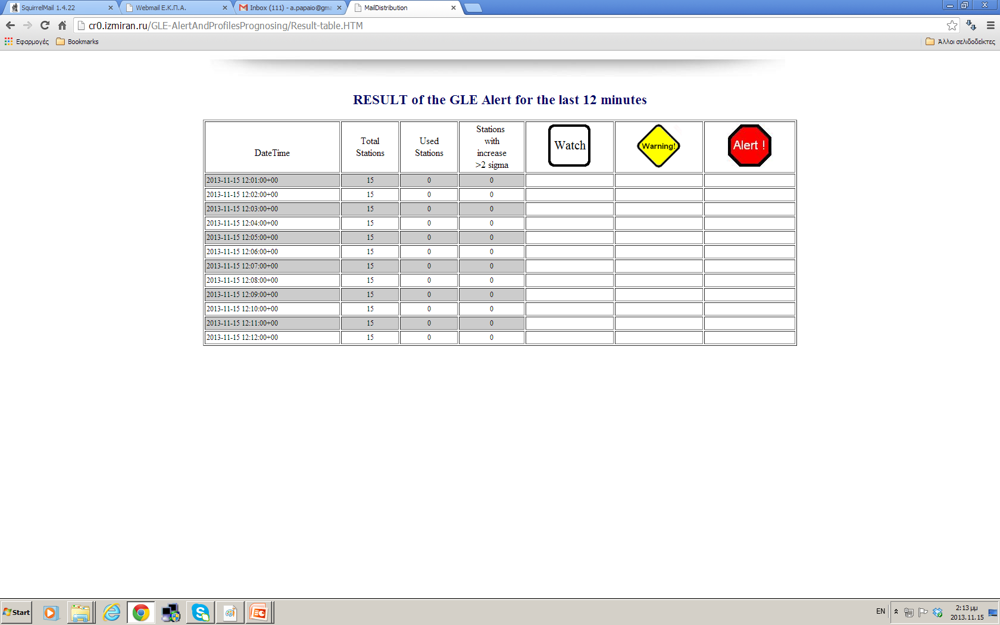 SquirrelMail 1.4.22
Webmail Ε.Κ.Π.Α.
Inbox (111) - a.papaio@gma
MailDistribution
cr0.izmiran.ru/GLE-AlertAndProfilesPrognosing/Result-table.HTM
Εφαρμογές Bookmarks Άλλοι σελιδοδείκτες
RESULT of the GLE Alert for the last 12 minutes
DateTime
Total
Stations
Used
Stations
Stations
with
increase
>2 sigma
Watch
Warning!
Alert !
2013-11-15 12:01:00+00 15 0 0
2013-11-15 12:02:00+00 15 0 0
2013-11-15 12:03:00+00 15 0 0
2013-11-15 12:04:00+00 15 0 0
2013-11-15 12:05:00+00 15 0 0
2013-11-15 12:06:00+00 15 0 0
2013-11-15 12:07:00+00 15 0 0
2013-11-15 12:08:00+00 15 0 0
2013-11-15 12:09:00+00 15 0 0
2013-11-15 12:10:00+00 15 0 0
2013-11-15 12:11:00+00 15 0 0
2013-11-15 12:12:00+00 15 0 0
Start
EN
2:13 μμ
2013.11.15